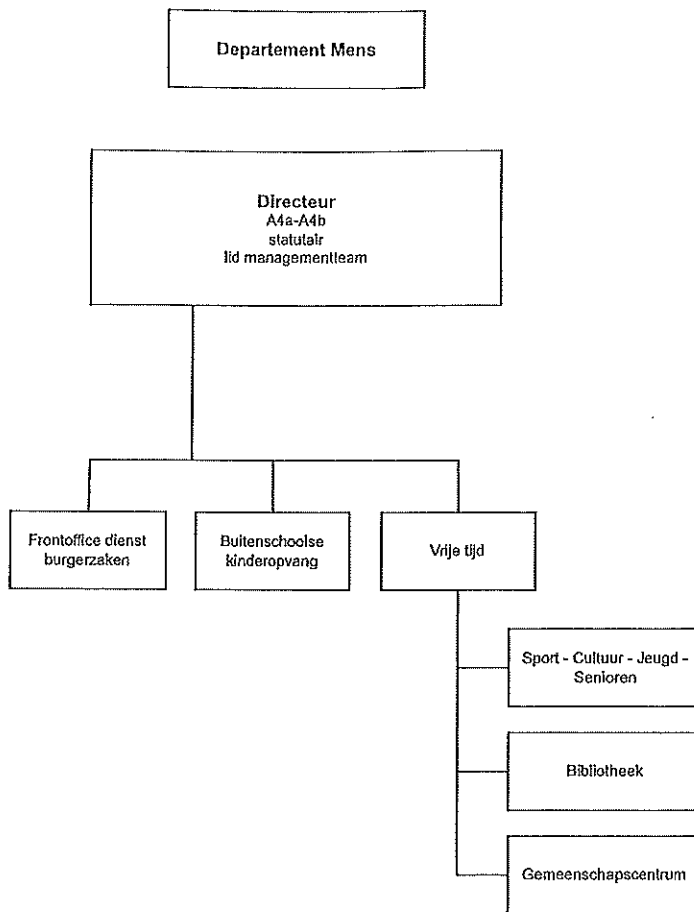 Departement Mens
Directeur
A4a-A4b
statutair
lid managementteam
Frontoffice dienst
burgerzaken
Buitenschoolse
kinderopvang
Vrije tijd
Sport - Cultuur - Jeugd -
Senioren
Bibliotheek
Gemeenschapscentrum